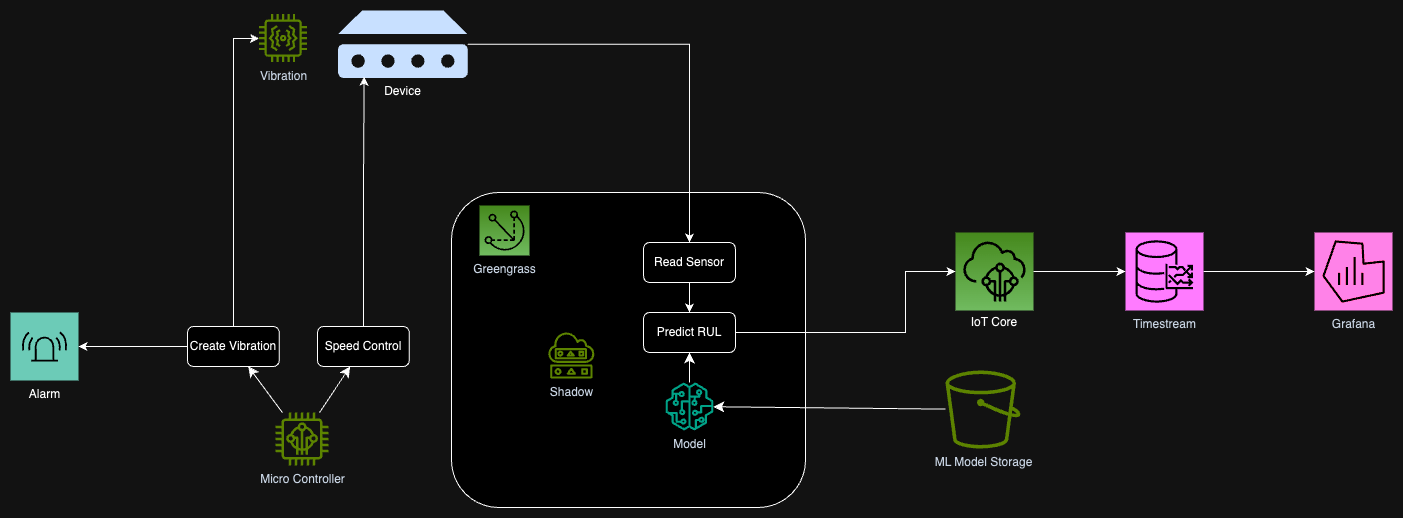 Vibration
Device
Greengrass
Read Sensor
Predict RUL
Shadow
Model
Create Vibration
Speed Control
Alarm
Micro Controller
IoT Core
Timestream
Grafana
ML Model Storage